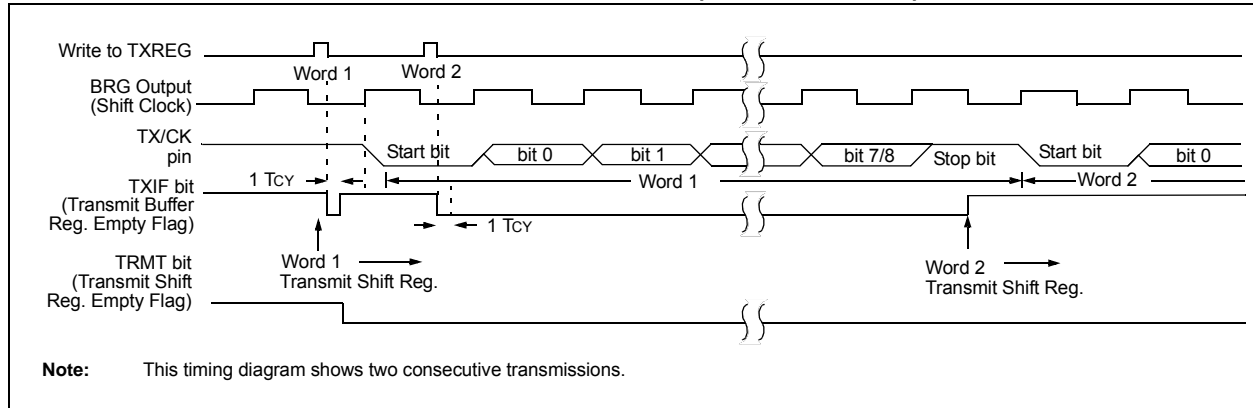 Write to TXREG
Word 1 Word 2
BRG Output
(Shift Clock)
TX/CK
pin
Start bit bit 0 bit 1 bit 7/8 Stop bit Start bit bit 0
1 TCY Word 1 Word 2
TXIF bit
(Transmit Buffer
Reg. Empty Flag)
1 TCY
Word 1
Transmit Shift Reg.
Word 2
Transmit Shift Reg.
TRMT bit
(Transmit Shift
Reg. Empty Flag)
Note: This timing diagram shows two consecutive transmissions.